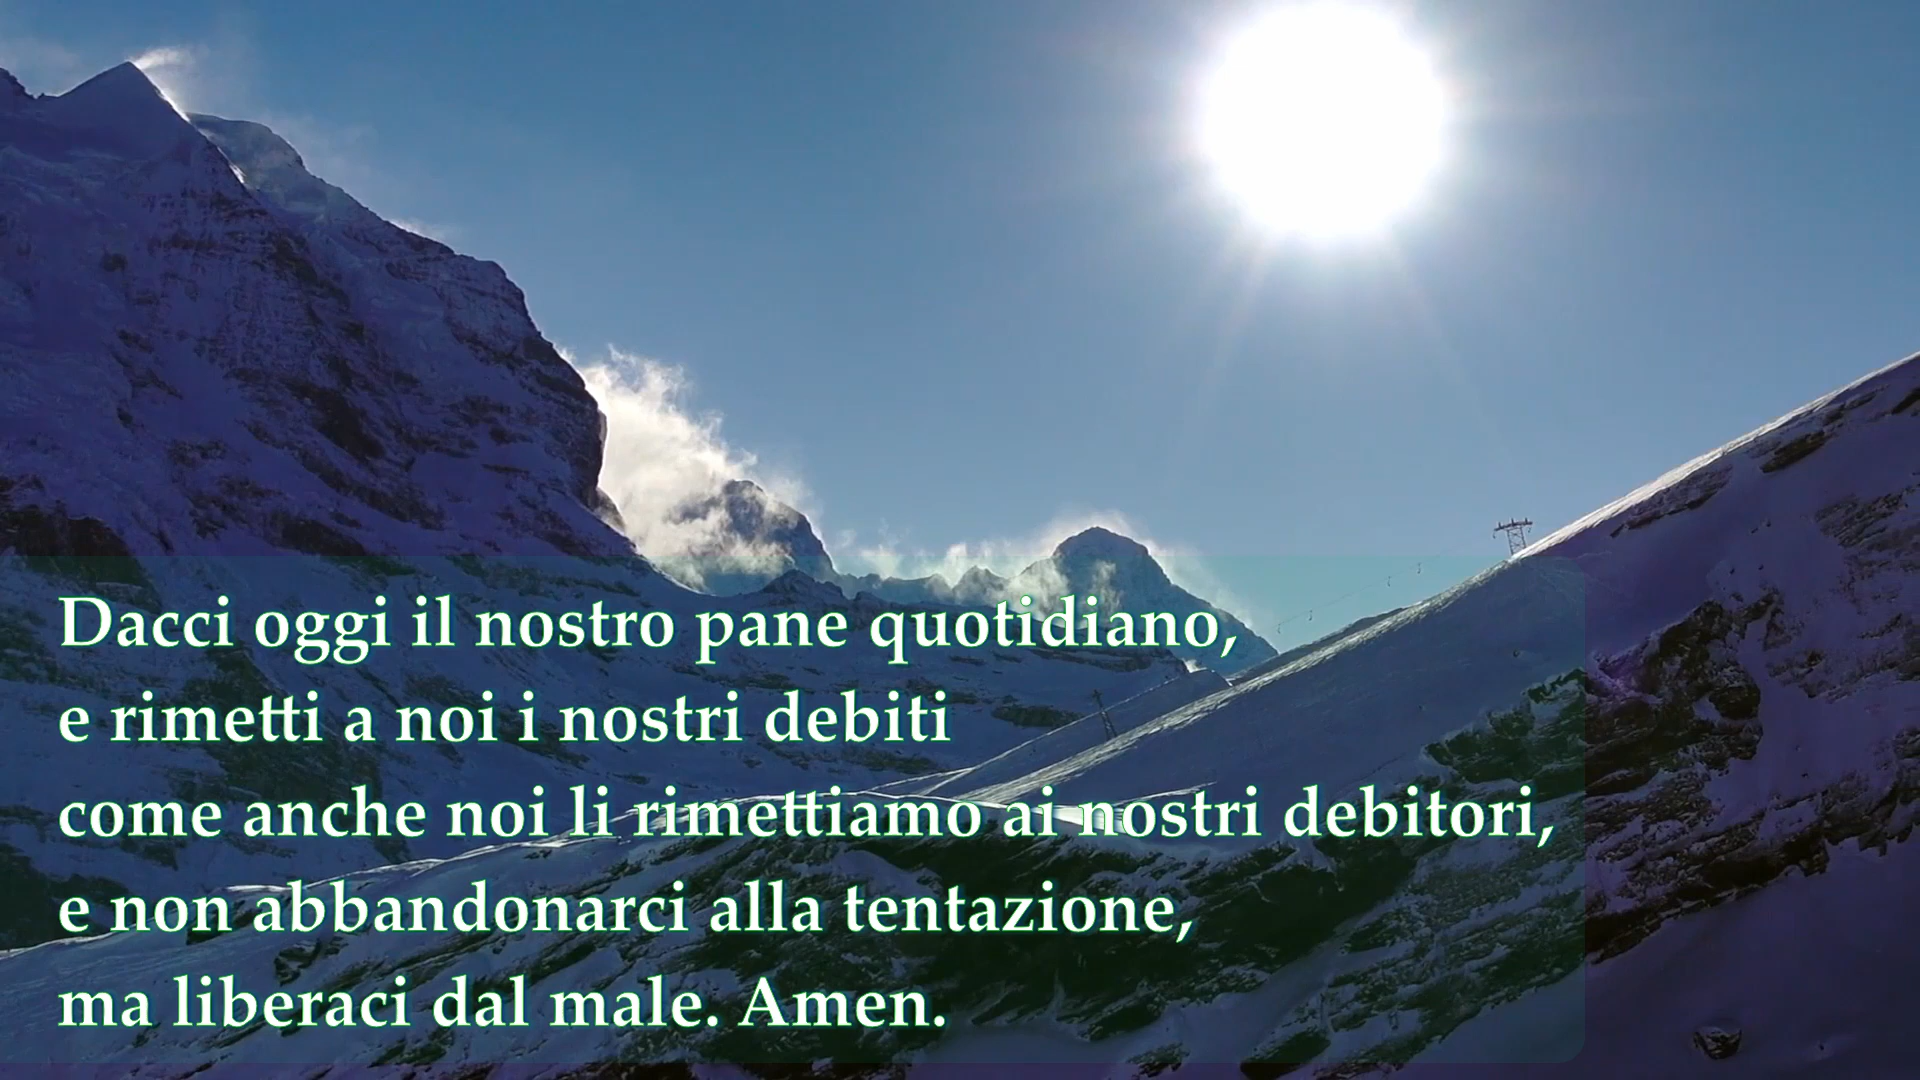 Dacci oggi il nostro pane quotidiano,
e rimetti a noi i nostri debiti
come anche noi li rimettiamo ai nostri debitori,
e non abbandonarci alla tentazione,
ma liberaci dal male. Amen.